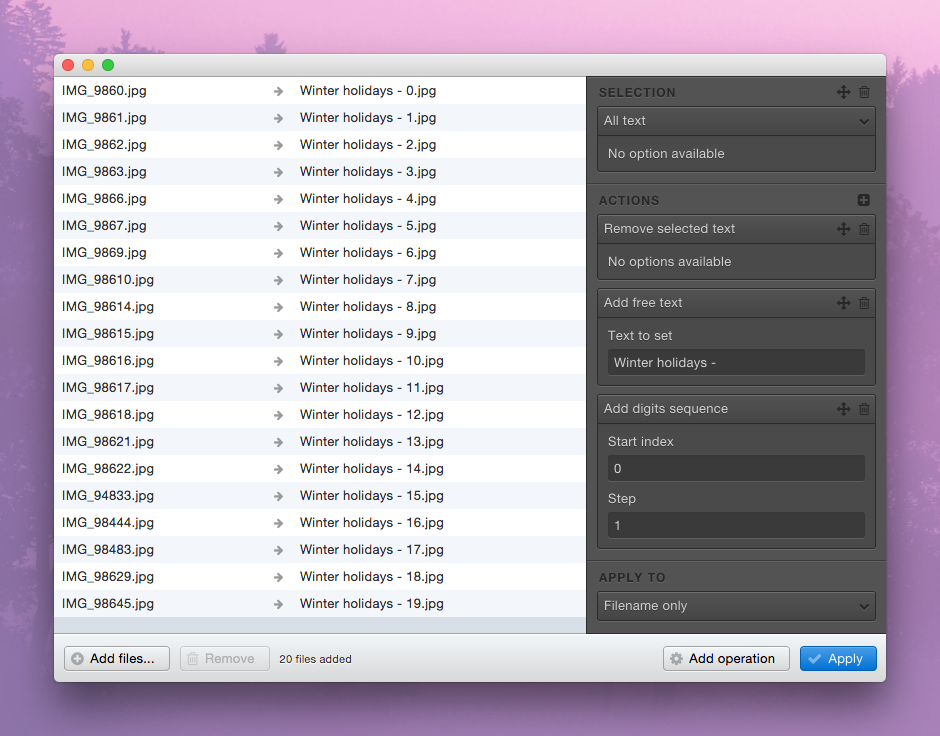 IMG_9860.jpg Winter holidays - 0.jpg
IMG_9861.jpg Winter holidays - 1.jpg
IMG_9862.jpg Winter holidays - 2.jpg
IMG_9863.jpg Winter holidays - 3.jpg
IMG_9866.jpg Winter holidays - 4.jpg
IMG_9867.jpg Winter holidays - 5.jpg
IMG_9869.jpg Winter holidays - 6.jpg
IMG_98610.jpg Winter holidays - 7.jpg
IMG_98614.jpg Winter holidays - 8.jpg
IMG_98615.jpg Winter holidays - 9.jpg
IMG_98616.jpg Winter holidays - 10.jpg
IMG_98617.jpg Winter holidays - 11.jpg
IMG_98618.jpg Winter holidays - 12.jpg
IMG_98621.jpg Winter holidays - 13.jpg
IMG_98622.jpg Winter holidays - 14.jpg
IMG_94833.jpg Winter holidays - 15.jpg
IMG_98444.jpg Winter holidays - 16.jpg
IMG_98483.jpg Winter holidays - 17.jpg
IMG_98629.jpg Winter holidays - 18.jpg
IMG_98645.jpg Winter holidays - 19.jpg
SELECTION
All text
No option available
ACTIONS
Remove selected text
No options available
Add free text
Text to set
Winter holidays -
Add digits sequence
Start index
0
Step
1
APPLY TO
Filename only
Add files... Remove 20 files added Add operation Apply